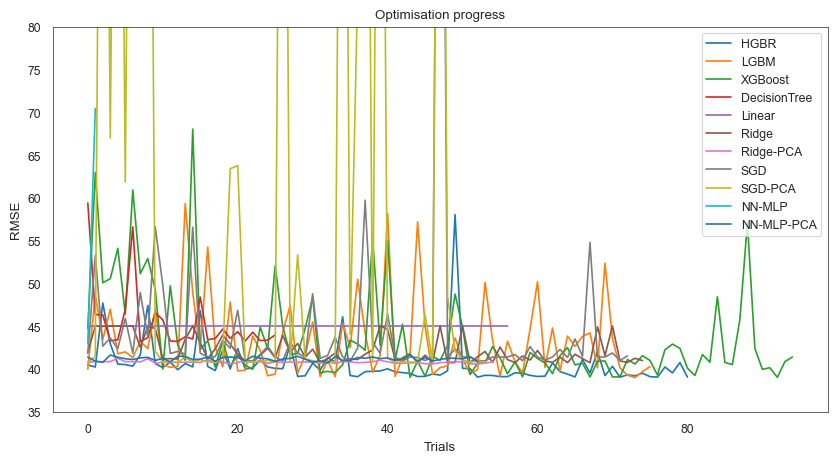 Optimisation progress
RMSE
80
75
70
65
60
55
50
45
40
35
0
20
40
60
80
Trials
HGBR
LGBM
XGBoost
DecisionTree
Linear
Ridge
Ridge-PCA
SGD
SGD-PCA
NN-MLP
NN-MLP-PCA